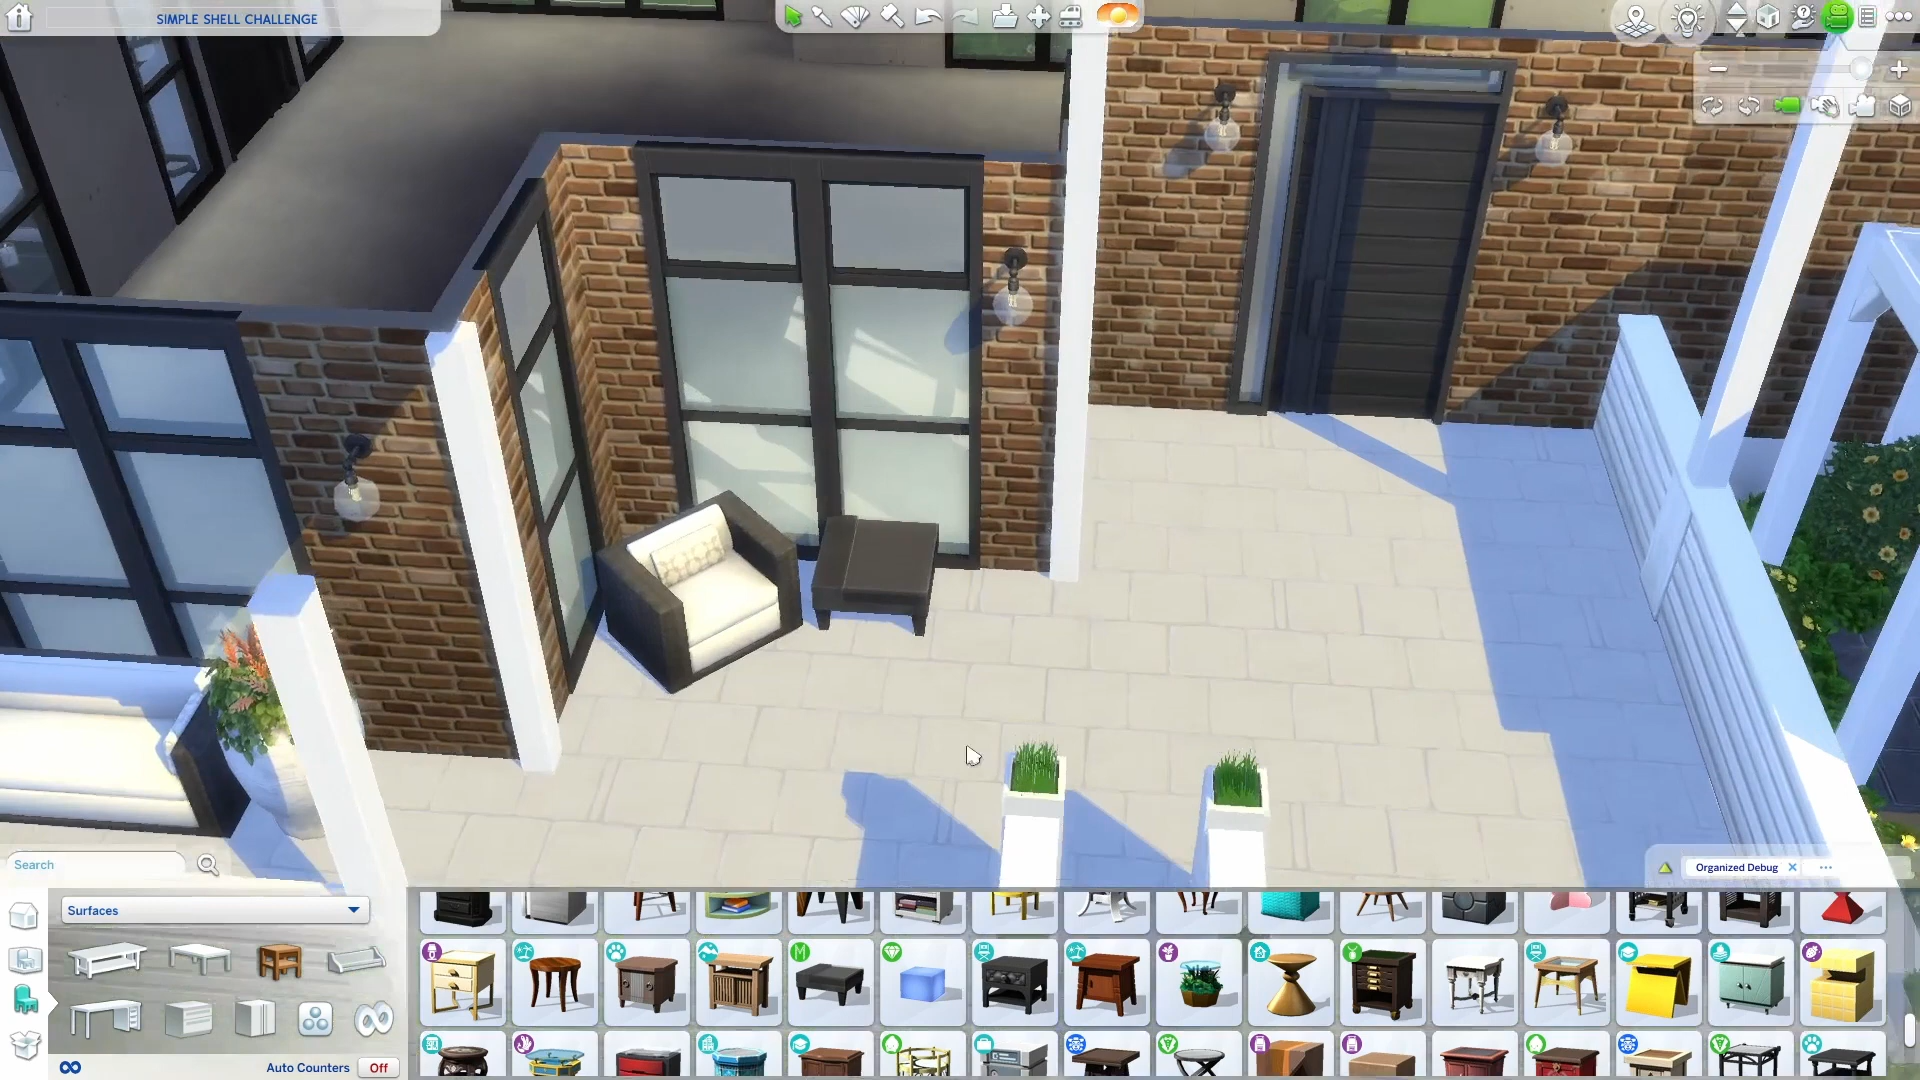 SIMPLE SHELL CHALLENGE
Search
Organized Debug
Surfaces
M
Auto Counters
Off